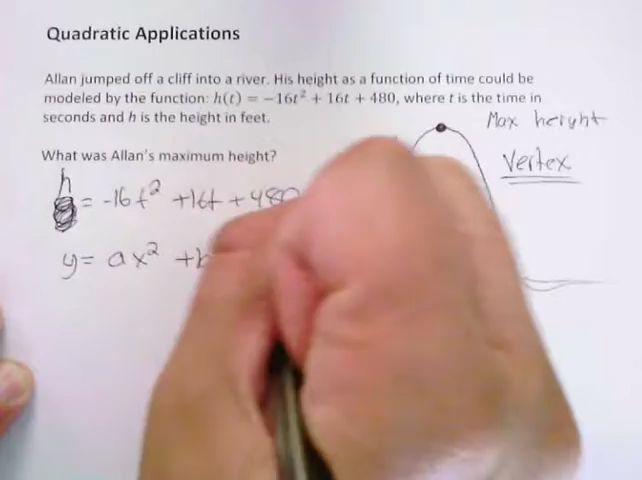 Quadratic Applications
Allan jumped off a cliff into a river. His height as a function of time could be
modeled by the function: h(t) = −16t² + 16t + 480, where t is the time in
seconds and h is the height in feet.
Max height
What was Allan's maximum height?
Vertex
h = -16t² +16t +480
y = ax² +b